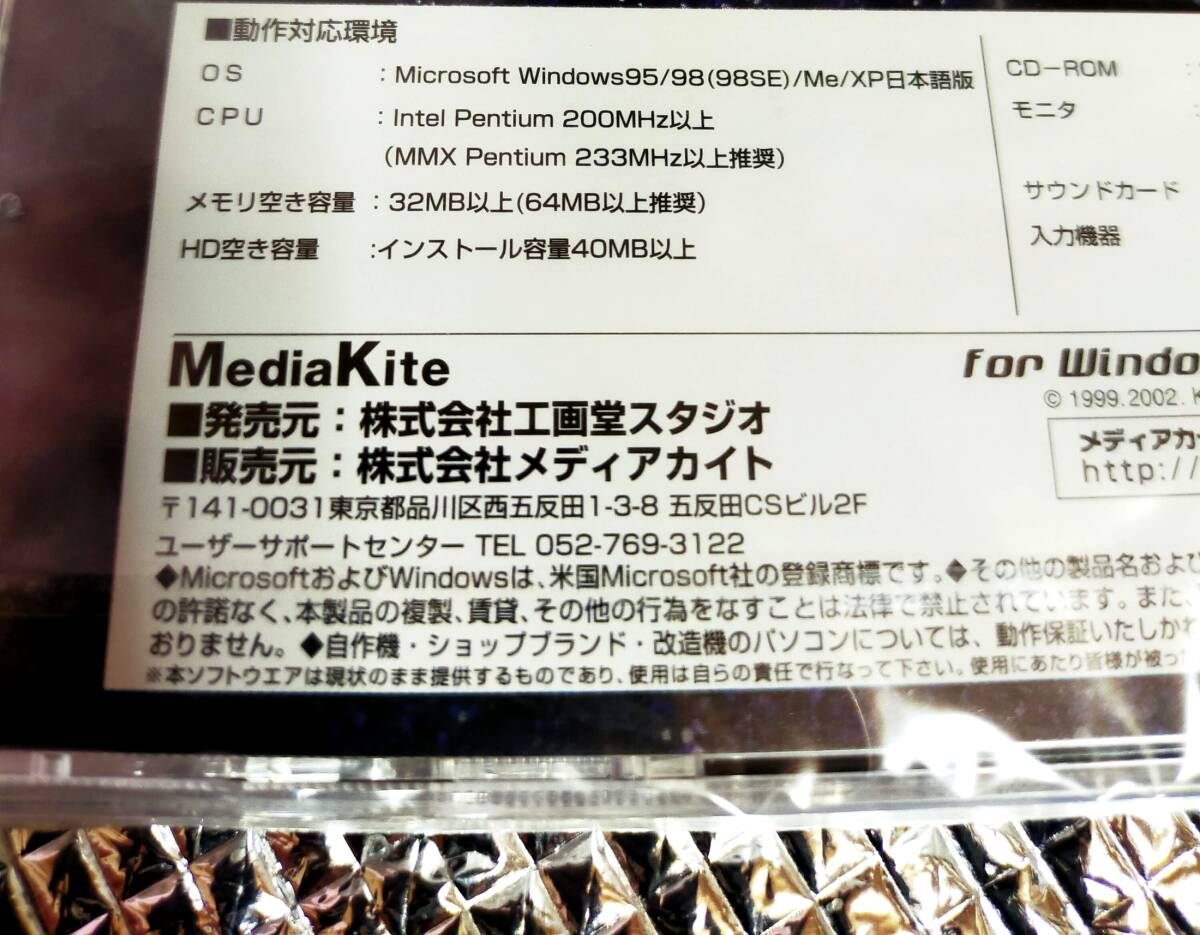 ■動作対応環境
OS :Microsoft Windows95/98(98SE)/Me/XP日本語版
CPU :Intel Pentium 200MHz以上
(MMX Pentium 233MHz以上推奨)
メモリ空き容量 :32MB以上(64MB以上推奨)
HD空き容量 :インストール容量40MB以上
CD-ROM :
モニタ :
サウンドカード
入力機器
MediaKite
■発売元:株式会社工画堂スタジオ
■販売元:株式会社メディアカイト
〒141-0031東京都品川区西五反田1-3-8 五反田CSビル2F
ユーザーサポートセンター TEL 052-769-3122
for Windo
© 1999.2002. K
メディアカ
http://
◆MicrosoftおよびWindowsは、米国Microsoft社の登録商標です。◆その他の製品名およ
の許諾なく、本製品の複製、賃貸、その他の行為をなすことは法律で禁止されています。また、
おりません。◆自作機・ショップブランド・改造機のパソコンについては、動作保証いたしかね
※本ソフトウエアは現状のまま提供するものであり、使用は自らの責任で行なって下さい。使用にあたり皆様が被っ